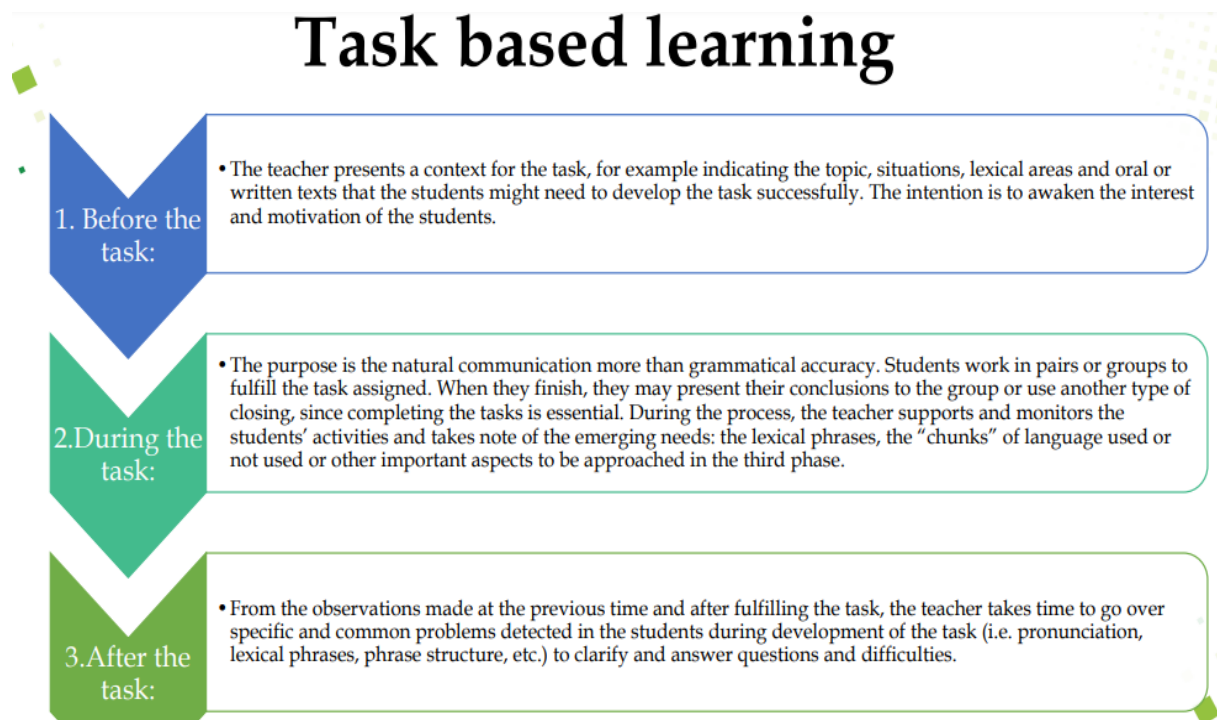 Task based learning
1. Before the
task:
•The teacher presents a context for the task, for example indicating the topic, situations, lexical areas and oral or
written texts that the students might need to develop the task successfully. The intention is to awaken the interest
and motivation of the students.
2.During the
task:
•The purpose is the natural communication more than grammatical accuracy. Students work in pairs or groups to
fulfill the task assigned. When they finish, they may present their conclusions to the group or use another type of
closing, since completing the tasks is essential. During the process, the teacher supports and monitors the
students’ activities and takes note of the emerging needs: the lexical phrases, the “chunks” of language used or
not used or other important aspects to be approached in the third phase.
3.After the
task:
•From the observations made at the previous time and after fulfilling the task, the teacher takes time to go over
specific and common problems detected in the students during development of the task (i.e. pronunciation,
lexical phrases, phrase structure, etc.) to clarify and answer questions and difficulties.